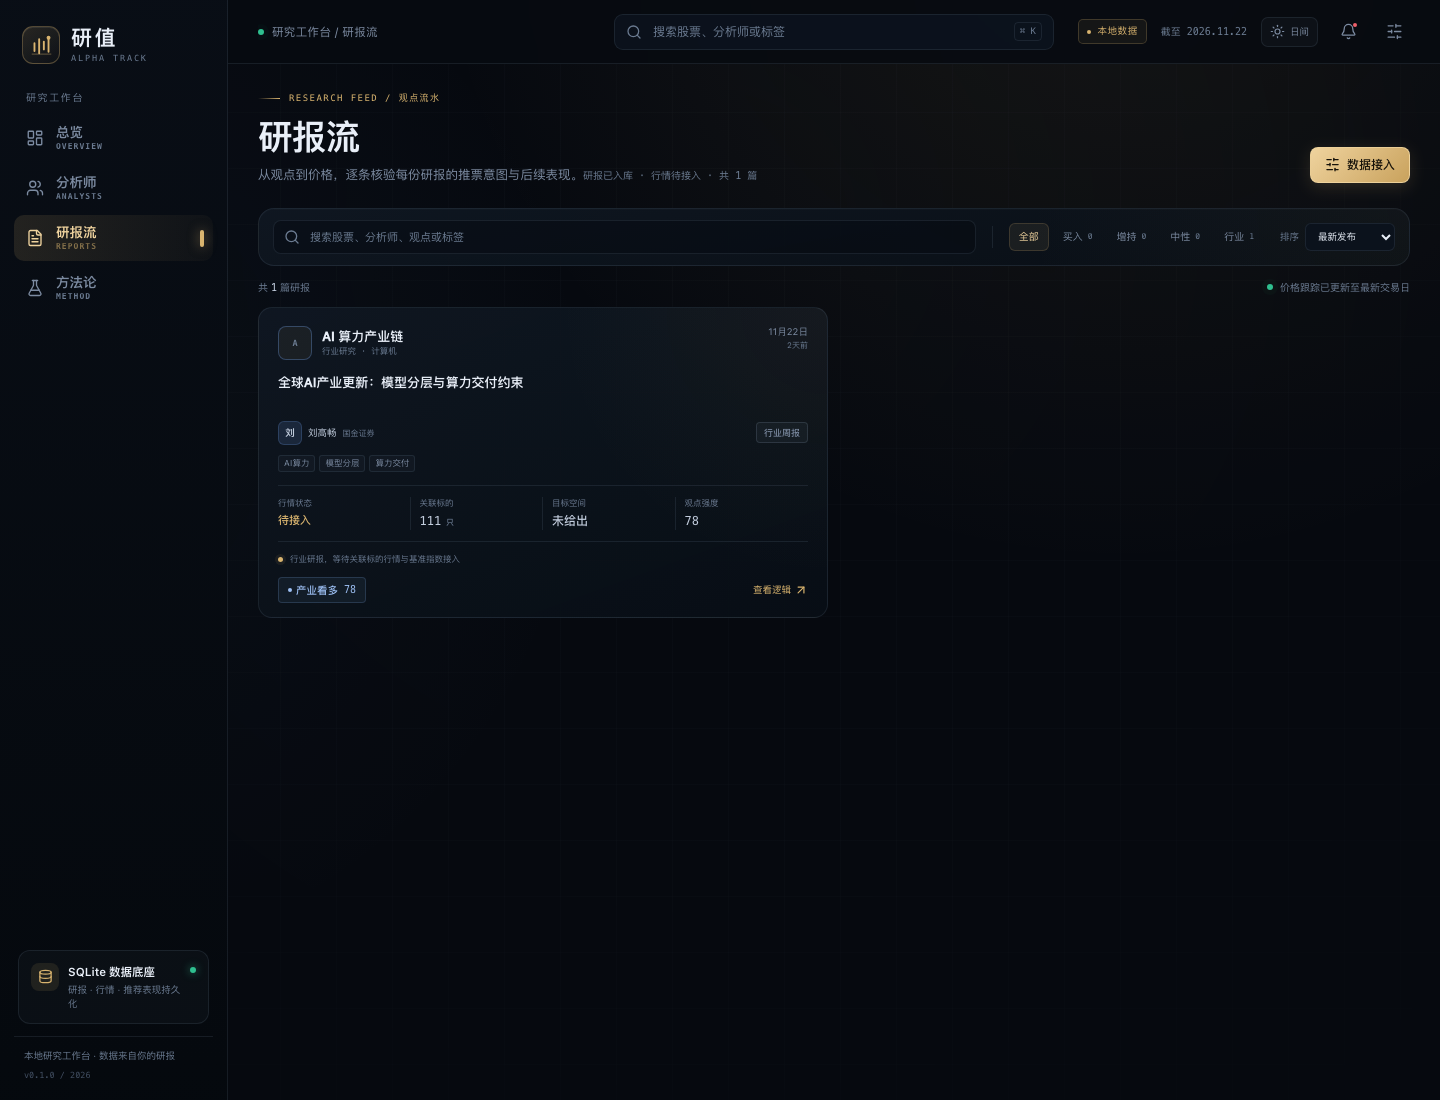 研值
ALPHA TRACK
研究工作台
总览
OVERVIEW
分析师
ANALYSTS
研报流
REPORTS
方法论
METHOD
SQLite 数据底座
研报 · 行情 · 推荐表现持久
化
本地研究工作台 · 数据来自你的研报
v0.1.0 / 2026
研究工作台 / 研报流
搜索股票、分析师或标签
⌘ K
本地数据
截至 2026.11.22
日间
RESEARCH FEED / 观点流水
研报流
从观点到价格，逐条核验每份研报的推票意图与后续表现。研报已入库 · 行情待接入 · 共 1 篇
数据接入
搜索股票、分析师、观点或标签
全部 买入 0 增持 0 中性 0 行业 1 排序 最新发布
共 1 篇研报
价格跟踪已更新至最新交易日
A
AI 算力产业链
行业研究 · 计算机
11月22日
2天前
全球AI产业更新：模型分层与算力交付约束
刘 刘高畅 国金证券
行业周报
AI算力 模型分层 算力交付
行情状态 关联标的 目标空间 观点强度
待接入 111 只 未给出 78
行业研报，等待关联标的行情与基准指数接入
产业看多 78
查看逻辑